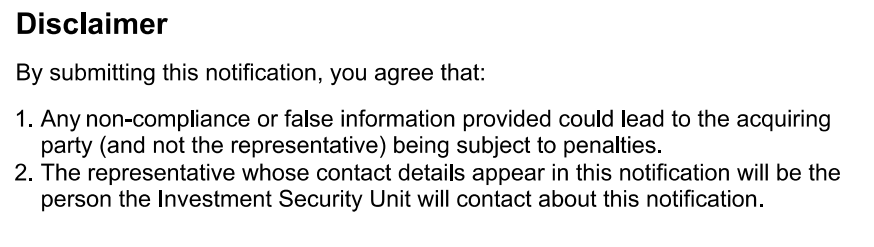 Disclaimer
By submitting this notification, you agree that:
1. Any non-compliance or false information provided could lead to the acquiring
party (and not the representative) being subject to penalties.
2. The representative whose contact details appear in this notification will be the
person the Investment Security Unit will contact about this notification.